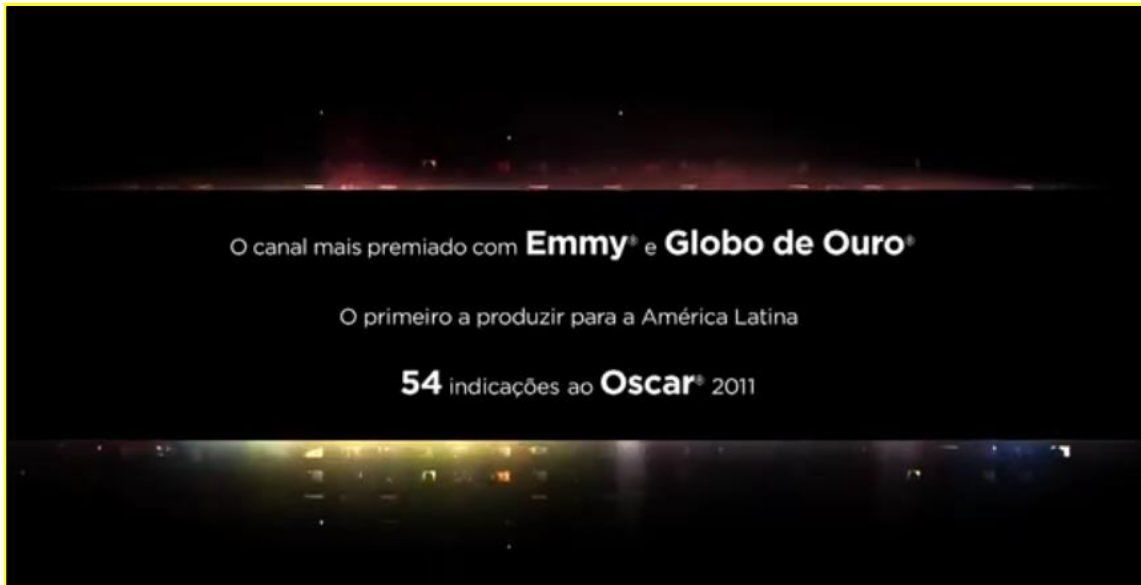 O canal mais premiado com Emmy® e Globo de Ouro®
O primeiro a produzir para a América Latina
54 indicações ao Oscar® 2011